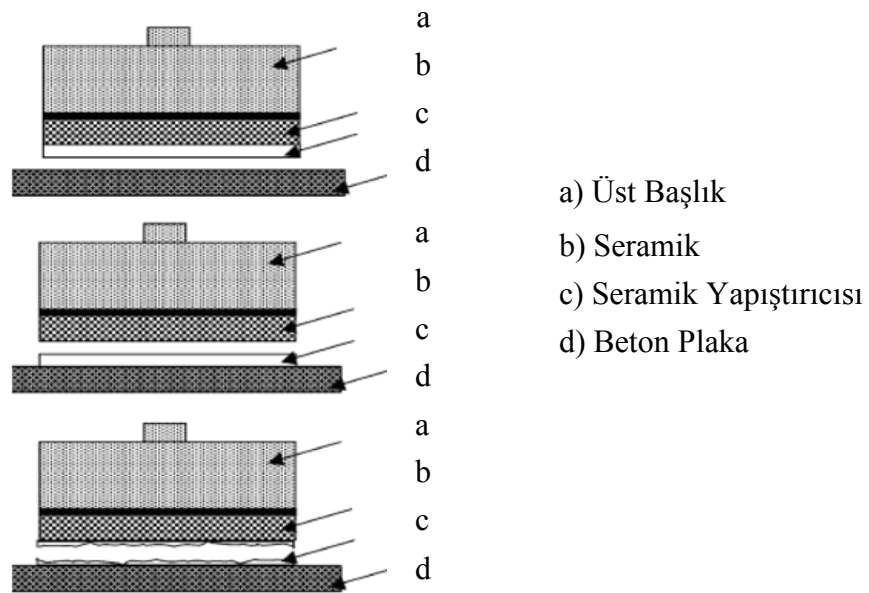 a
b
c
d
a
b
c
d
a
b
c
d
a) Üst Başlık
b) Seramik
c) Seramik Yapıştırıcısı
d) Beton Plaka